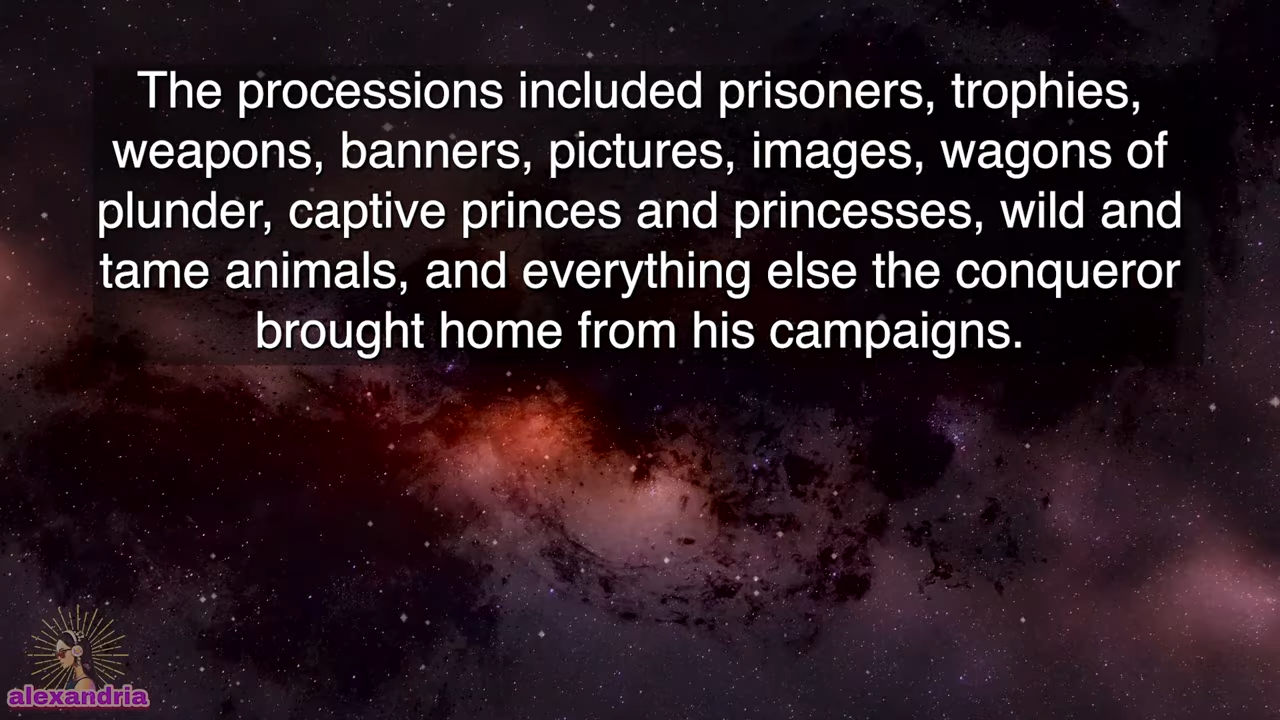 The processions included prisoners, trophies,
weapons, banners, pictures, images, wagons of
plunder, captive princes and princesses, wild and
tame animals, and everything else the conqueror
brought home from his campaigns.
alexandria